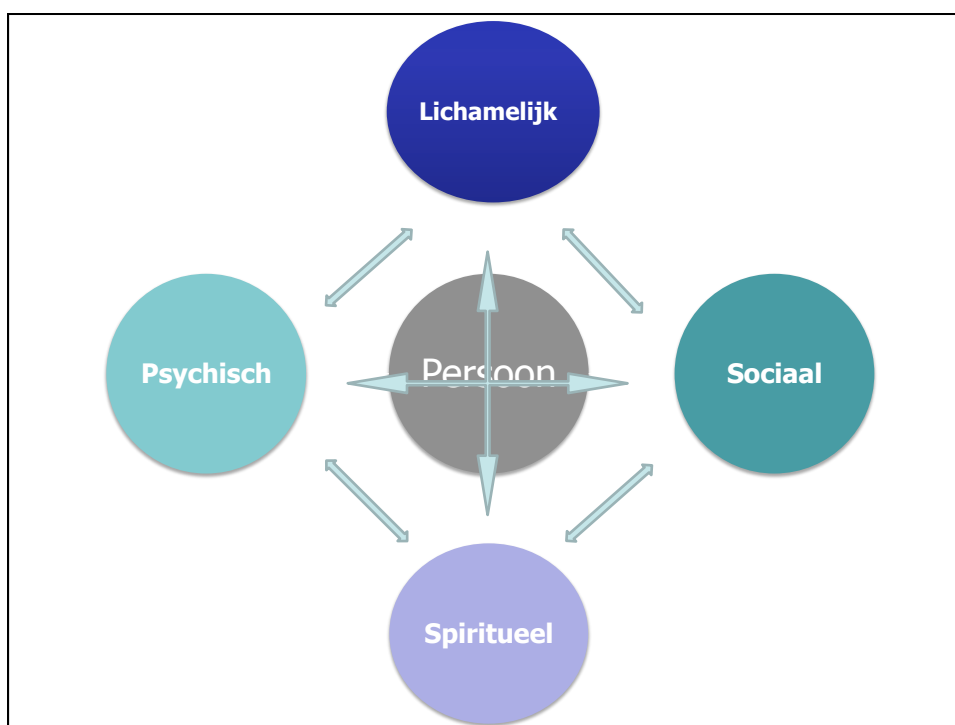 Lichamelijk
Psychisch
Persoon
Sociaal
Spiritueel